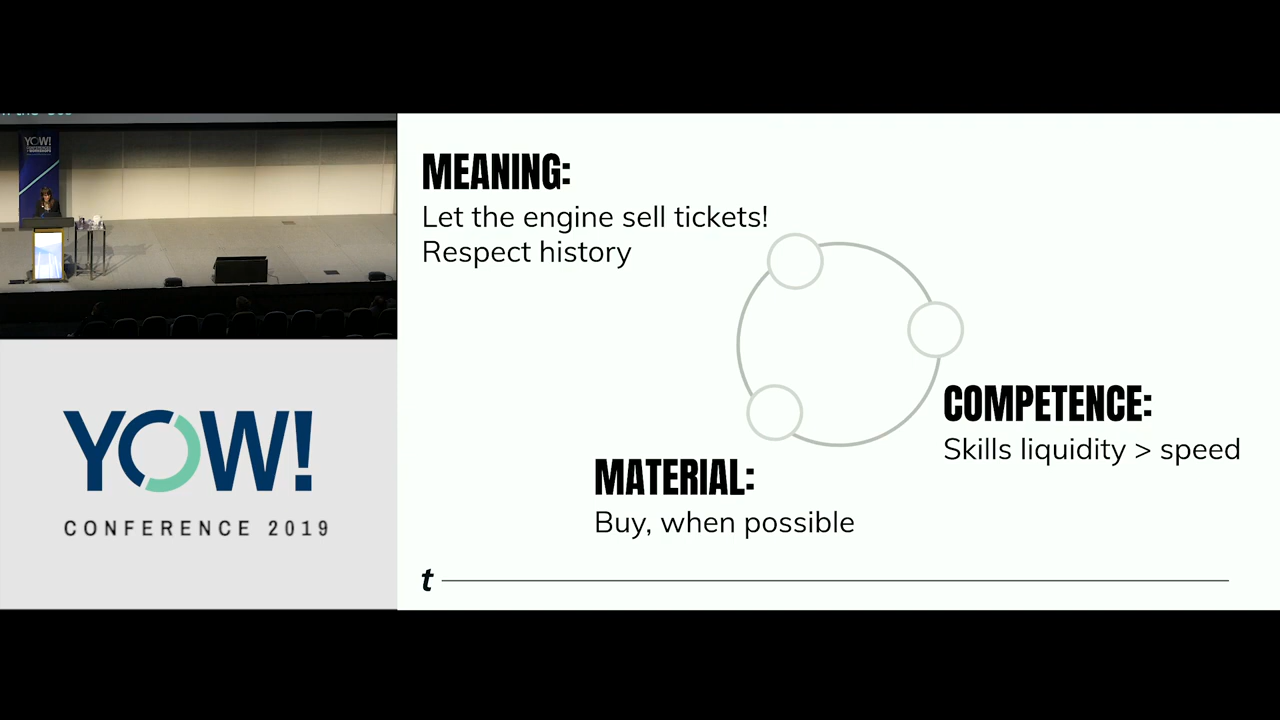 YOW!
MEANING:
Let the engine sell tickets!
Respect history
COMPETENCE:
Skills liquidity > speed
MATERIAL:
Buy, when possible
t
YOW!
CONFERENCE 2019